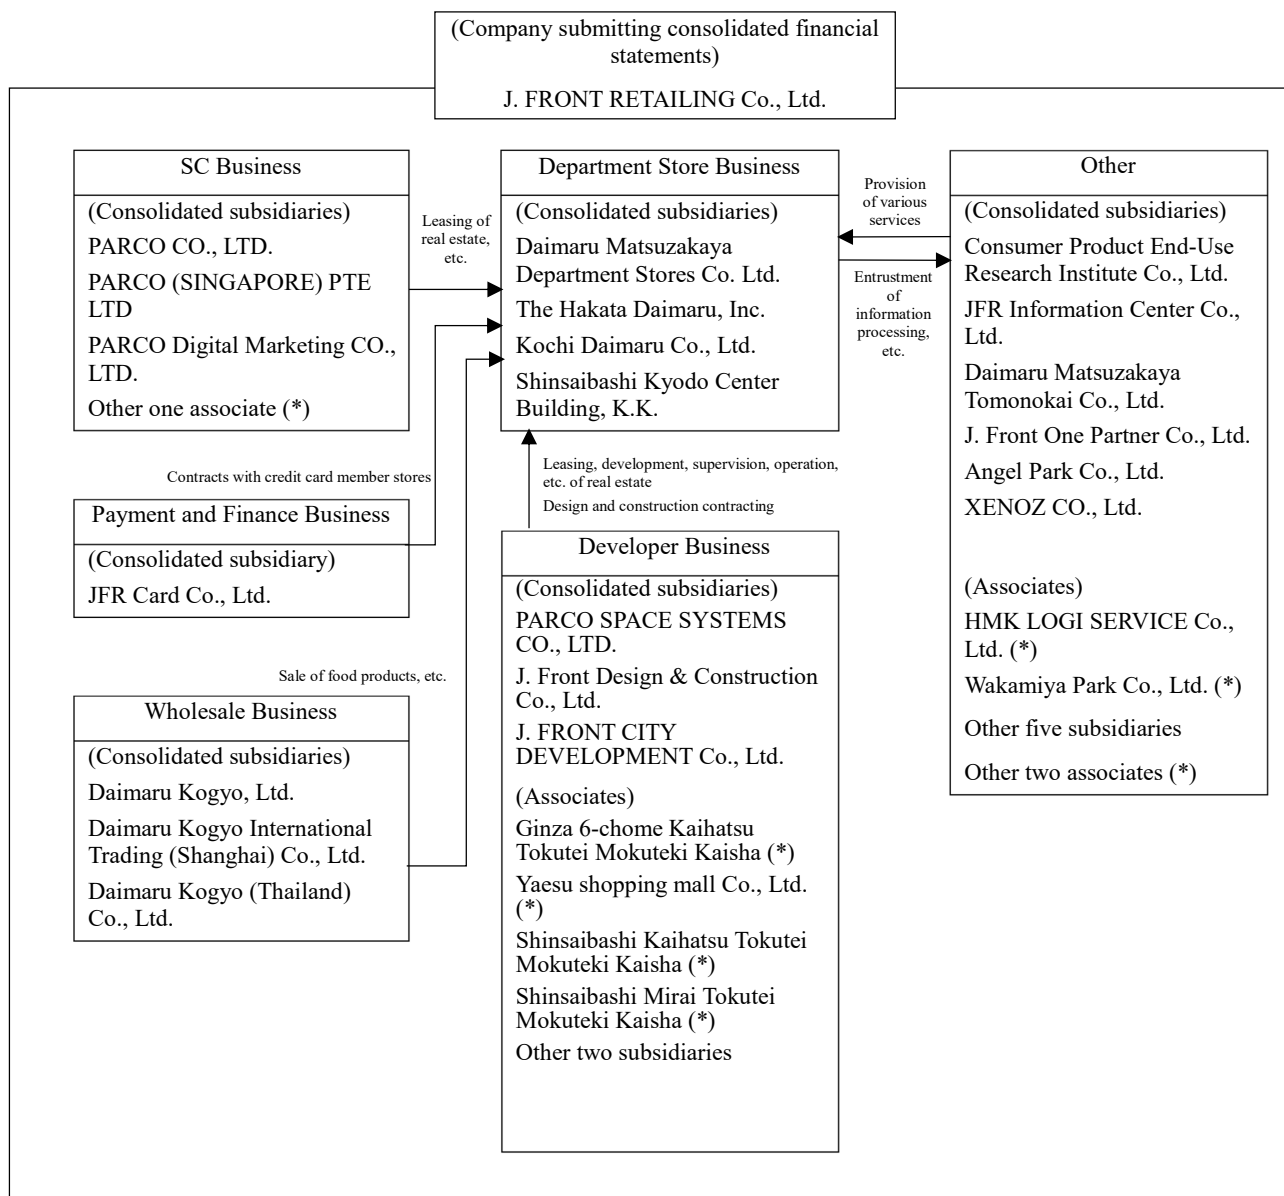 (Company submitting consolidated financial
statements)
J. FRONT RETAILING Co., Ltd.
SC Business
(Consolidated subsidiaries)
PARCO CO., LTD.
PARCO (SINGAPORE) PTE
LTD
PARCO Digital Marketing CO.,
LTD.
Other one associate (*)
Leasing of
real estate,
etc.
Department Store Business
(Consolidated subsidiaries)
Daimaru Matsuzakaya
Department Stores Co. Ltd.
The Hakata Daimaru, Inc.
Kochi Daimaru Co., Ltd.
Shinsaibashi Kyodo Center
Building, K.K.
Provision
of various
services
Entrustment
of
information
processing,
etc.
Other
(Consolidated subsidiaries)
Consumer Product End-Use
Research Institute Co., Ltd.
JFR Information Center Co.,
Ltd.
Daimaru Matsuzakaya
Tomonokai Co., Ltd.
J. Front One Partner Co., Ltd.
Angel Park Co., Ltd.
XENOZ CO., Ltd.
(Associates)
HMK LOGI SERVICE Co.,
Ltd. (*)
Wakamiya Park Co., Ltd. (*)
Other five subsidiaries
Other two associates (*)
Contracts with credit card member stores
Payment and Finance Business
(Consolidated subsidiary)
JFR Card Co., Ltd.
Leasing, development, supervision, operation,
etc. of real estate
Design and construction contracting
Developer Business
(Consolidated subsidiaries)
PARCO SPACE SYSTEMS
CO., LTD.
J. Front Design & Construction
Co., Ltd.
J. FRONT CITY
DEVELOPMENT Co., Ltd.
(Associates)
Ginza 6-chome Kaihatsu
Tokutei Mokuteki Kaisha (*)
Yaesu shopping mall Co., Ltd.
(*)
Shinsaibashi Kaihatsu Tokutei
Mokuteki Kaisha (*)
Shinsaibashi Mirai Tokutei
Mokuteki Kaisha (*)
Other two subsidiaries
Sale of food products, etc.
Wholesale Business
(Consolidated subsidiaries)
Daimaru Kogyo, Ltd.
Daimaru Kogyo International
Trading (Shanghai) Co., Ltd.
Daimaru Kogyo (Thailand)
Co., Ltd.